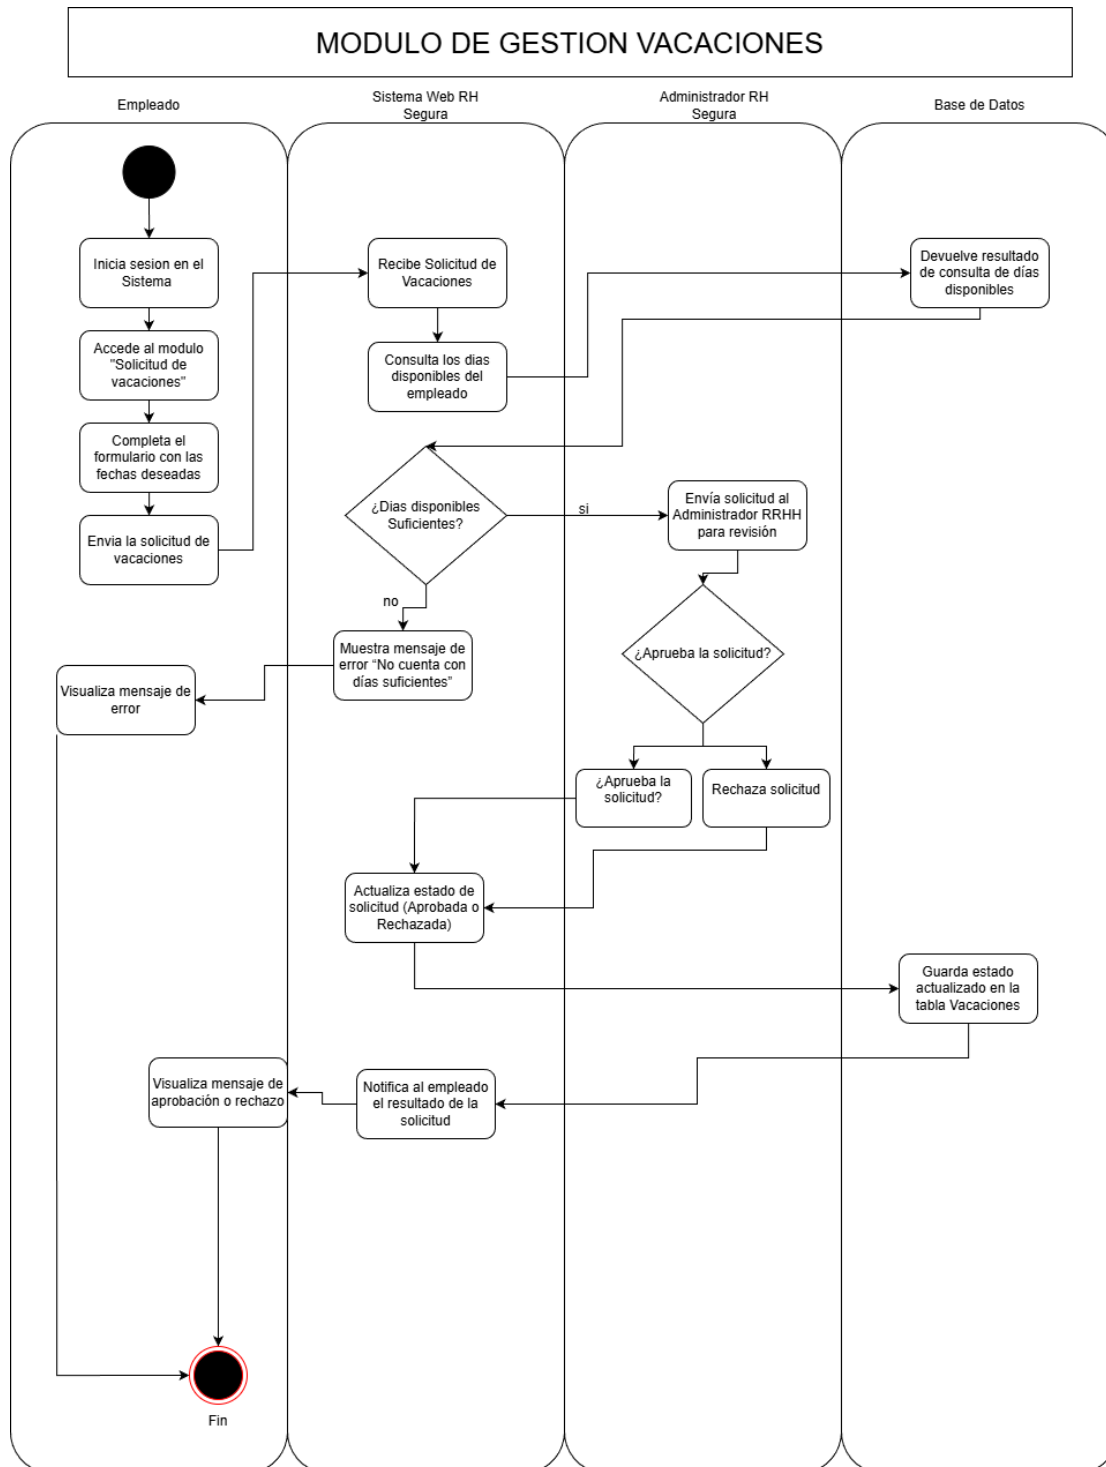 MODULO DE GESTION VACACIONES
Empleado
Sistema Web RH
Segura
Administrador RH
Segura
Base de Datos
Inicia sesion en el
Sistema
Recibe Solicitud de
Vacaciones
Devuelve resultado
de consulta de días
disponibles
Accede al modulo
"Solicitud de
vacaciones"
Consulta los dias
disponibles del
empleado
Completa el
formulario con las
fechas deseadas
¿Dias disponibles
Suficientes?
si
Envía solicitud al
Administrador RRHH
para revisión
Envia la solicitud de
vacaciones
no
Muestra mensaje de
error “No cuenta con
días suficientes”
¿Aprueba la solicitud?
Visualiza mensaje de
error
¿Aprueba la
solicitud?
Rechaza solicitud
Actualiza estado de
solicitud (Aprobada o
Rechazada)
Guarda estado
actualizado en la
tabla Vacaciones
Visualiza mensaje de
aprobación o rechazo
Notifica al empleado
el resultado de la
solicitud
Fin